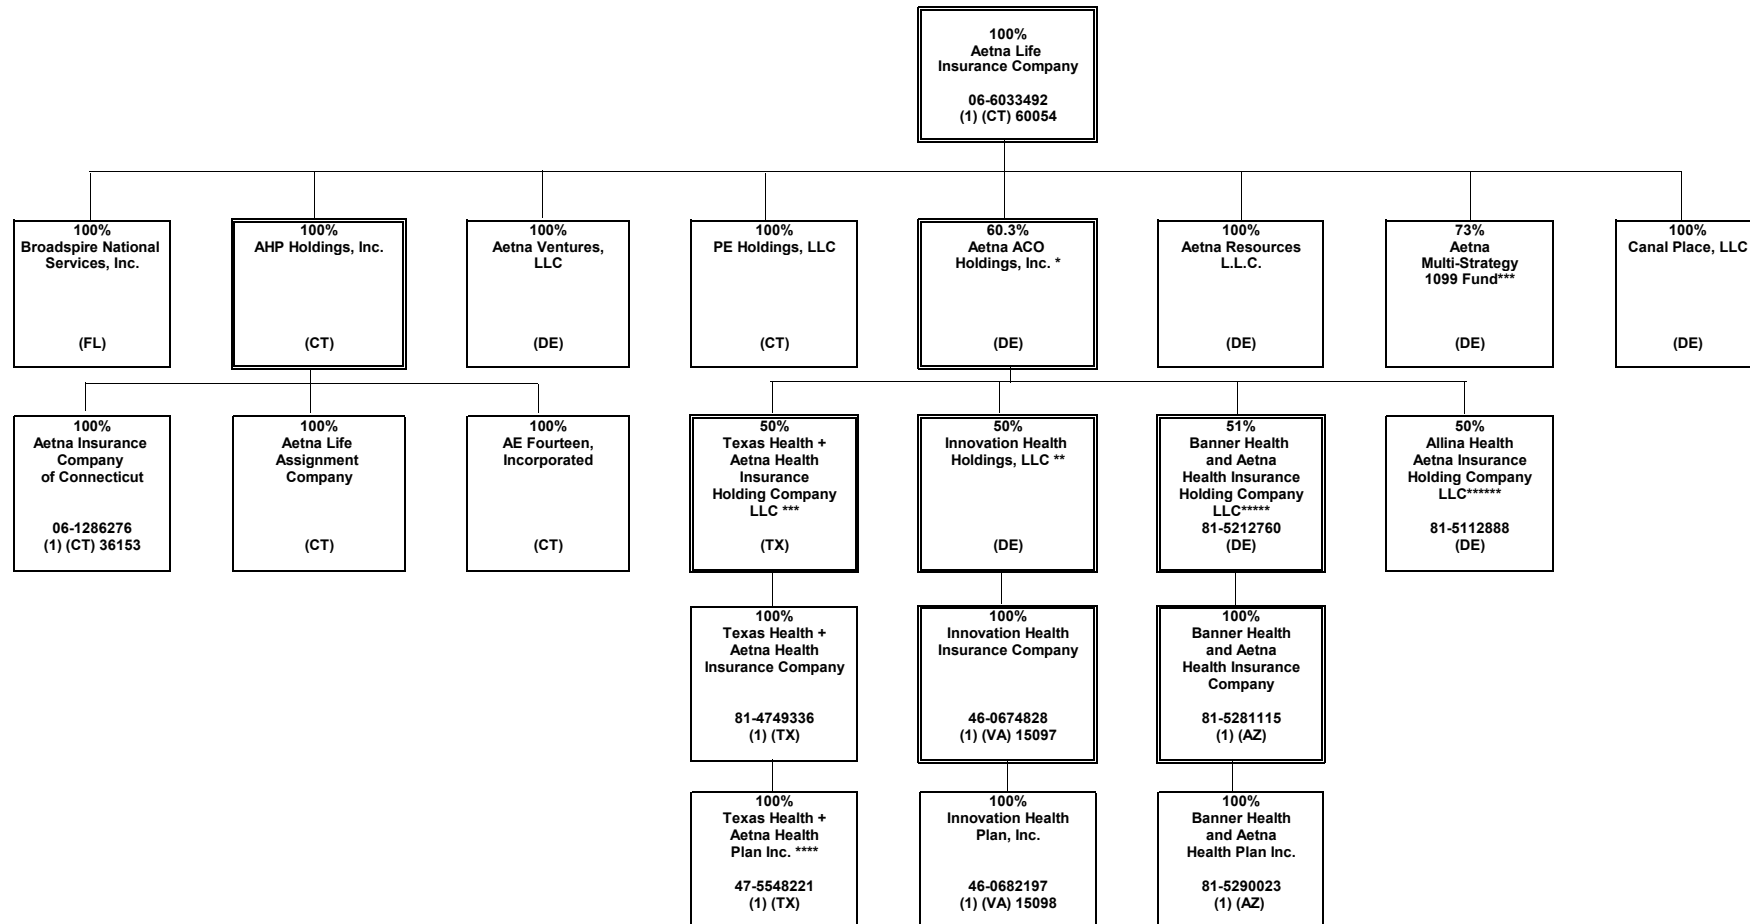 100%
Aetna Life
Insurance Company
06-6033492
(1) (CT) 60054
100%
Broadspire National
Services, Inc.
(FL)
100%
AHP Holdings, Inc.
(CT)
100%
Aetna Ventures,
LLC
(DE)
100%
PE Holdings, LLC
(CT)
60.3%
Aetna ACO
Holdings, Inc. *
(DE)
100%
Aetna Resources
L.L.C.
(DE)
73%
Aetna
Multi-Strategy
1099 Fund***
(DE)
100%
Canal Place, LLC
(DE)
100%
Aetna Insurance
Company
of Connecticut
06-1286276
(1) (CT) 36153
100%
Aetna Life
Assignment
Company
(CT)
100%
AE Fourteen,
Incorporated
(CT)
50%
Texas Health +
Aetna Health
Insurance
Holding Company
LLC ***
(TX)
50%
Innovation Health
Holdings, LLC **
(DE)
51%
Banner Health
and Aetna
Health Insurance
Holding Company
LLC*****
81-5212760
(DE)
50%
Allina Health
Aetna Insurance
Holding Company
LLC******
81-5112888
(DE)
100%
Texas Health +
Aetna Health
Insurance Company
81-4749336
(1) (TX)
100%
Innovation Health
Insurance Company
46-0674828
(1) (VA) 15097
100%
Banner Health
and Aetna
Health Insurance
Company
81-5281115
(1) (AZ)
100%
Texas Health +
Aetna Health
Plan Inc. ****
47-5548221
(1) (TX)
100%
Innovation Health
Plan, Inc.
46-0682197
(1) (VA) 15098
100%
Banner Health
and Aetna
Health Plan Inc.
81-5290023
(1) (AZ)